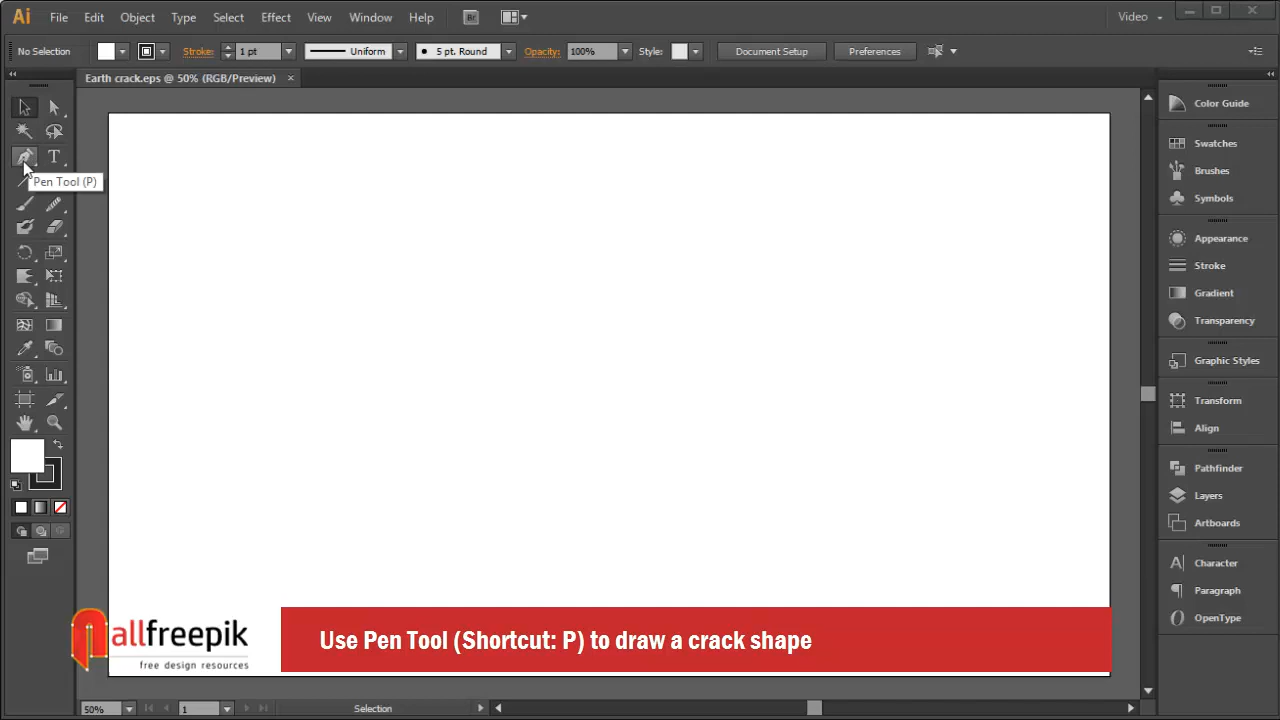 Ai File Edit Object Type Select Effect View Window Help Br Video
No Selection Stroke: 1 pt Uniform 5 pt. Round Opacity: 100% Style: Document Setup Preferences
Earth crack.eps @ 50% (RGB/Preview) ×
T
Pen Tool (P)
Color Guide
Swatches
Brushes
Symbols
Appearance
Stroke
Gradient
Transparency
Graphic Styles
Transform
Align
Pathfinder
Layers
Artboards
Character
Paragraph
OpenType
allfreepik
free design resources
Use Pen Tool (Shortcut: P) to draw a crack shape
50% 1 Selection